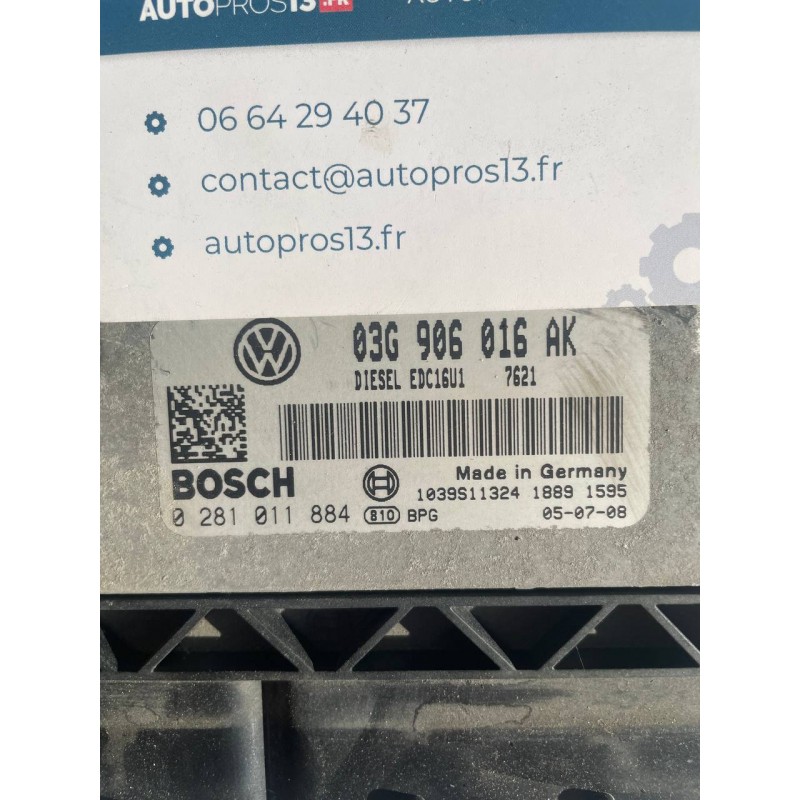 AUTOPROS13.FR
06 64 29 40 37
contact@autopros13.fr
autopros13.fr
03G 906 016 AK
DIESEL EDC16U1 7621
BOSCH
Made in Germany
1039S11324 1889 1595
0 281 011 884 810 BPG 05-07-08